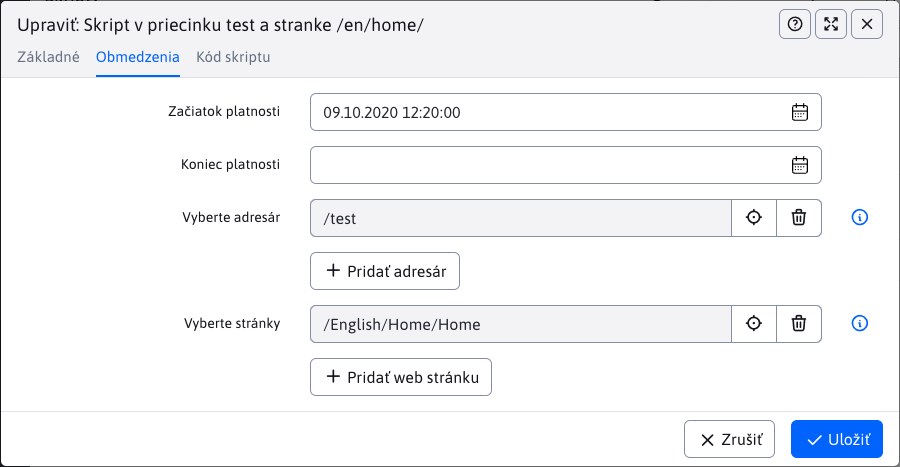 Upraviť: Skript v priecinku test a stranke /en/home/
Základné Obmedzenia Kód skriptu
Začiatok platnosti 09.10.2020 12:20:00
Koniec platnosti
Vyberte adresár /test
Pridať adresár
Vyberte stránky /English/Home/Home
Pridať web stránku
Zrušiť Uložiť